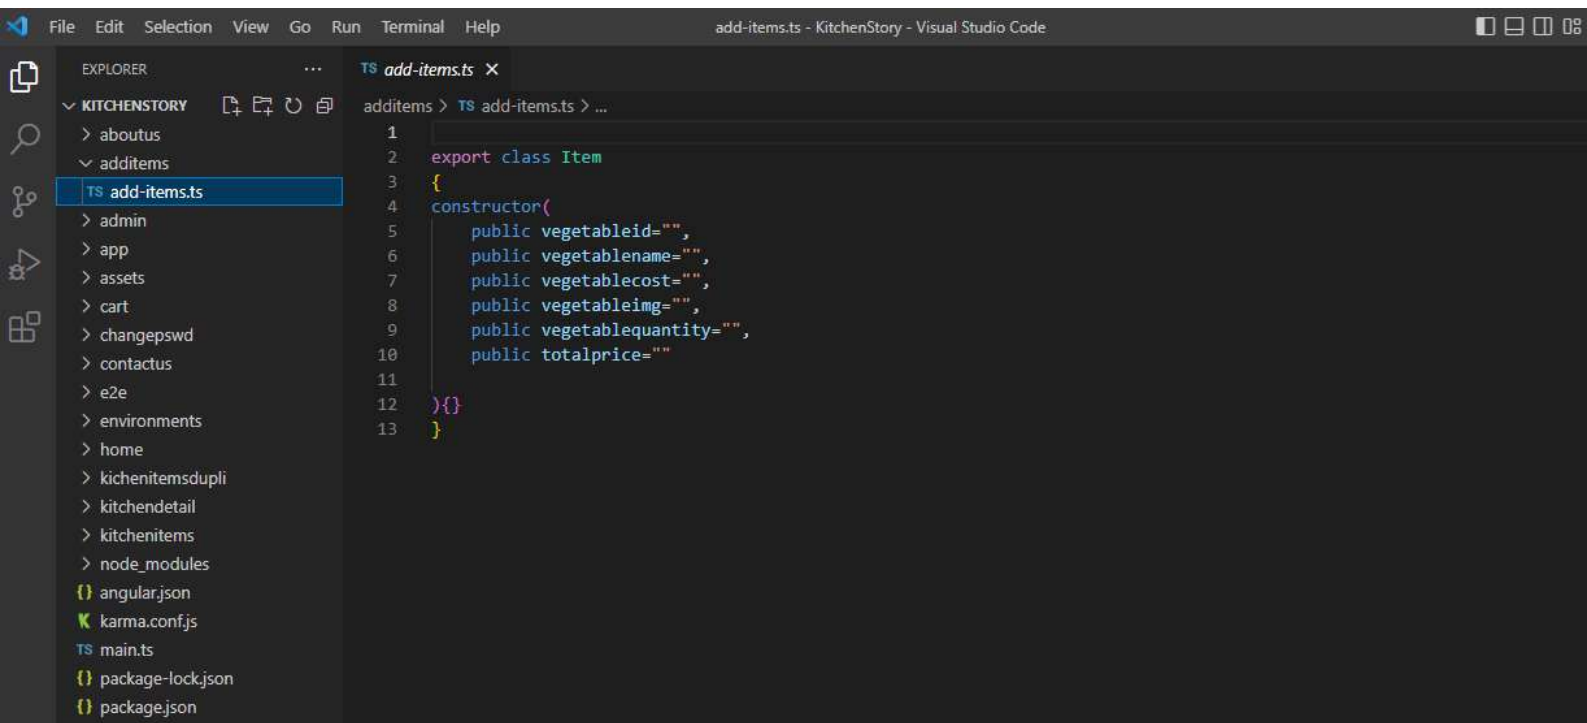 File Edit Selection View Go Run Terminal Help add-items.ts - KitchenStory - Visual Studio Code
EXPLORER ...
KITCHENSTORY
> aboutus
additems
TS add-items.ts
> admin
> app
> assets
> cart
> changepswd
> contactus
> e2e
> environments
> home
> kichenitemsdupli
> kitchendetail
> kitchenitems
> node_modules
{} angular.json
K karma.conf.js
TS main.ts
{} package-lock.json
{} package.json
TS add-items.ts ×
additems > TS add-items.ts > ...
1
2 export class Item
3 {
4 constructor(
5 public vegetableid="",
6 public vegetablename="",
7 public vegetablecost="",
8 public vegetableimg="",
9 public vegetablequantity="",
10 public totalprice=""
11
12 ){}
13 }